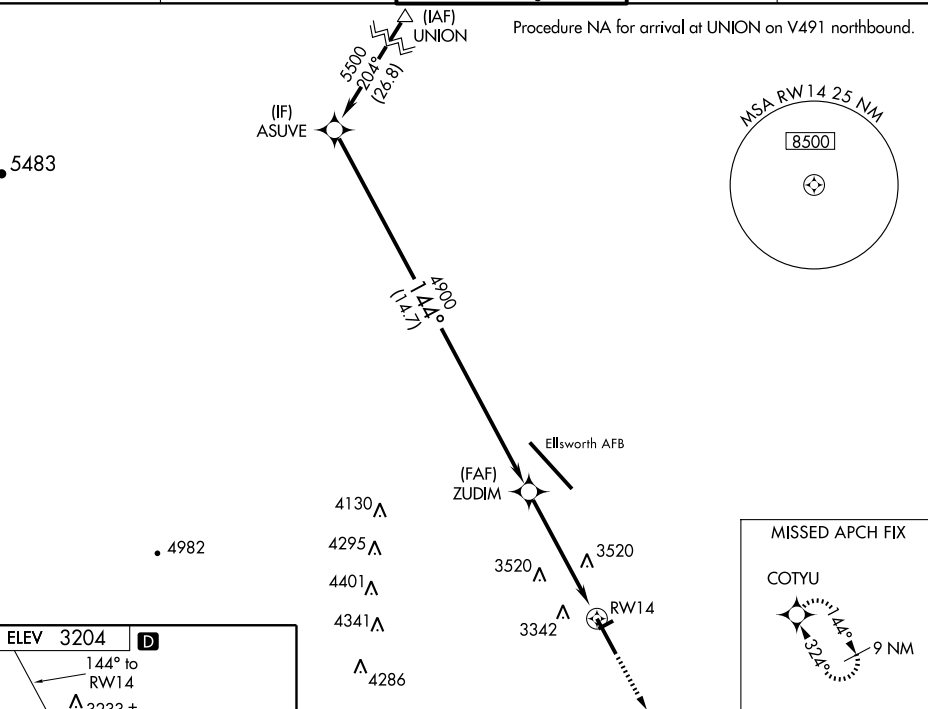 (IAF)
UNION
Procedure NA for arrival at UNION on V491 northbound.
5500
204°
(26.8)
(IF)
ASUVE
MSA RW14 25 NM
8500
5483
4900
144°
(14.7)
Ellsworth AFB
(FAF)
ZUDIM
4130
4295
4982
4401
4341
4286
3520
3520
3342
RW14
MISSED APCH FIX
COTYU
144°
324°
9 NM
ELEV 3204 D
144° to
RW14
3233 ±